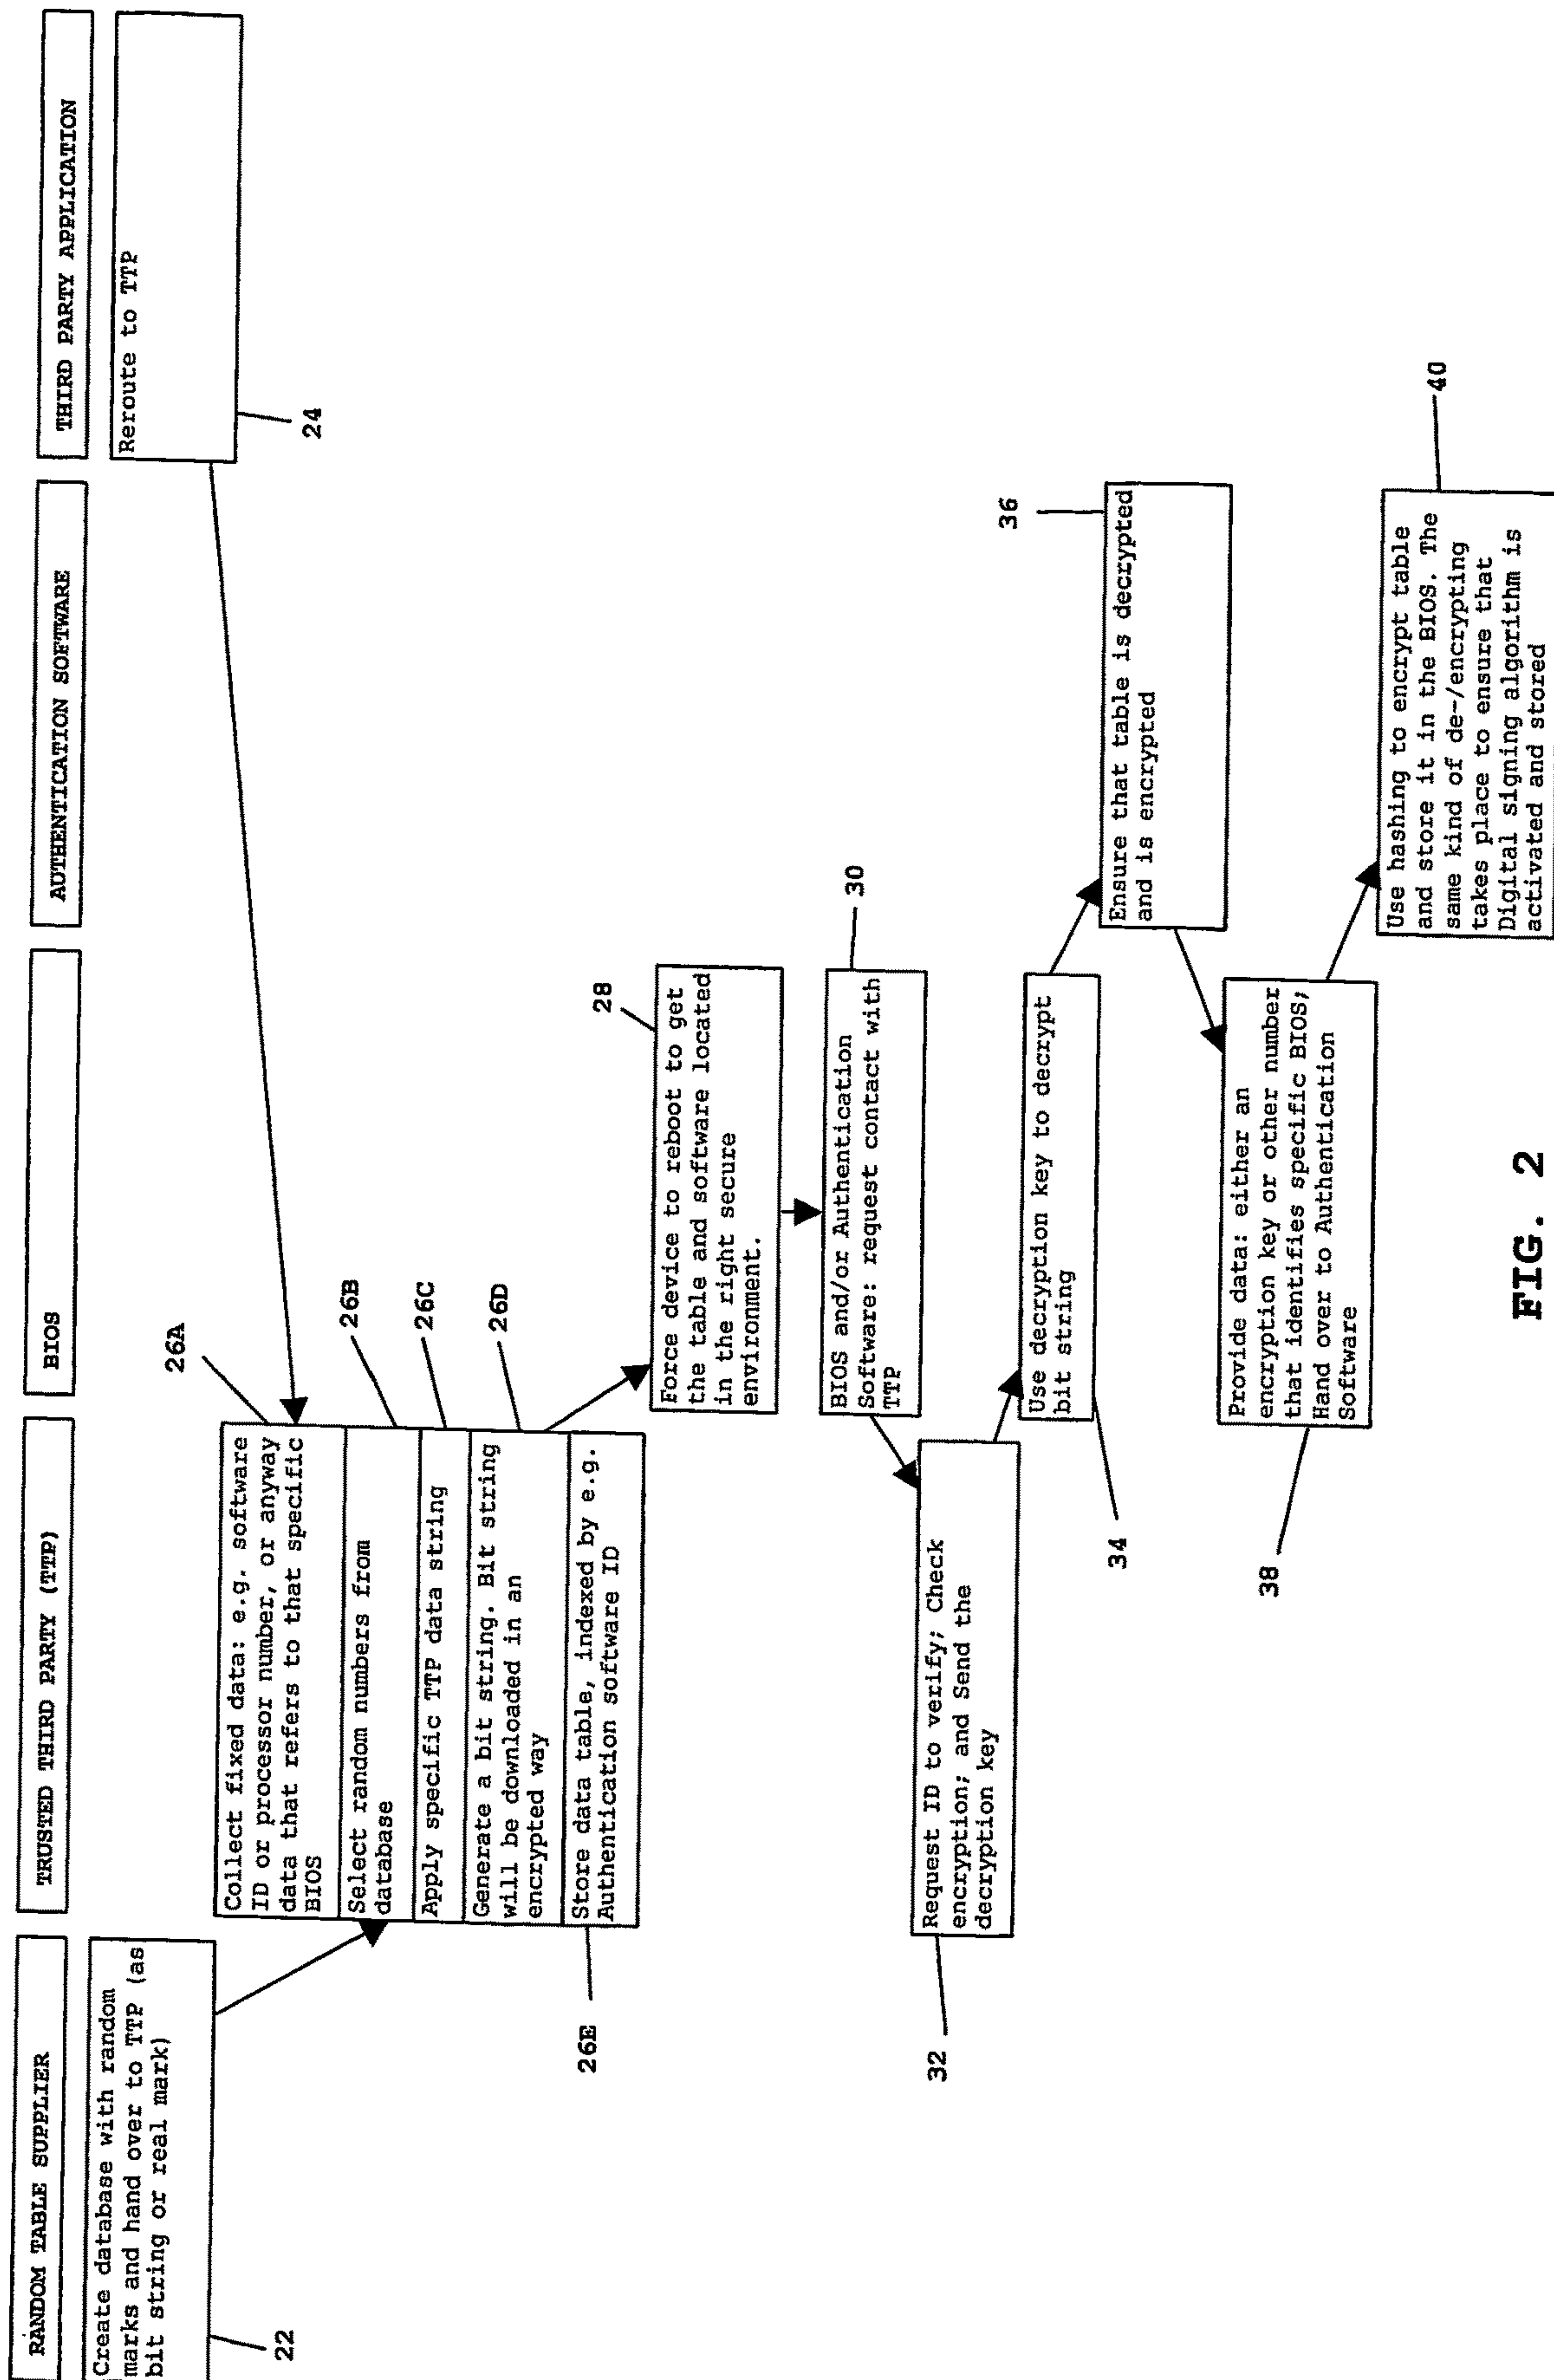 RANDOM TABLE SUPPLIER
TRUSTED THIRD PARTY (TTP)
BIOS
AUTHENTICATION SOFTWARE
THIRD PARTY APPLICATION
Create database with random
marks and hand over to TTP (as
bit string or real mark)
22
Reroute to TTP
24
26A
Collect fixed data: e.g. software
ID or processor number, or anyway
data that refers to that specific
BIOS
26B
Select random numbers from
database
26C
Apply specific TTP data string
26D
Generate a bit string. Bit string
will be downloaded in an
encrypted way
Store data table, indexed by e.g.
Authentication software ID
26E
28
Force device to reboot to get
the table and software located
in the right secure
environment.
30
BIOS and/or Authentication
Software: request contact with
TTP
Request ID to verify; Check
encryption; and Send the
decryption key
32
Use decryption key to decrypt
bit string
34
36
Ensure that table is decrypted
and is encrypted
Provide data: either an
encryption key or other number
that identifies specific BIOS;
Hand over to Authentication
Software
38
40
Use hashing to encrypt table
and store it in the BIOS. The
same kind of de-/encrypting
takes place to ensure that
Digital signing algorithm is
activated and stored
FIG. 2